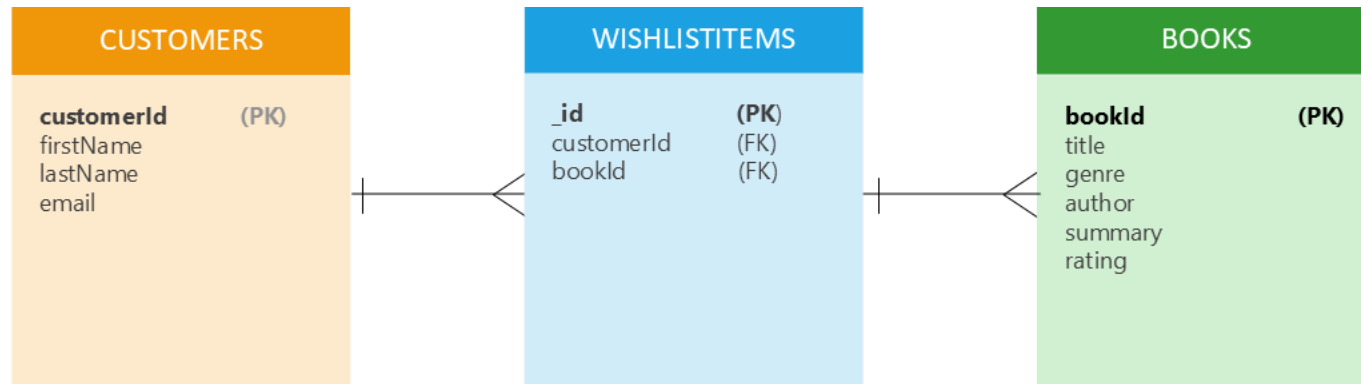 CUSTOMERS
customerId (PK)
firstName
lastName
email
WISHLISTITEMS
_id (PK)
customerId (FK)
bookId (FK)
BOOKS
bookId (PK)
title
genre
author
summary
rating